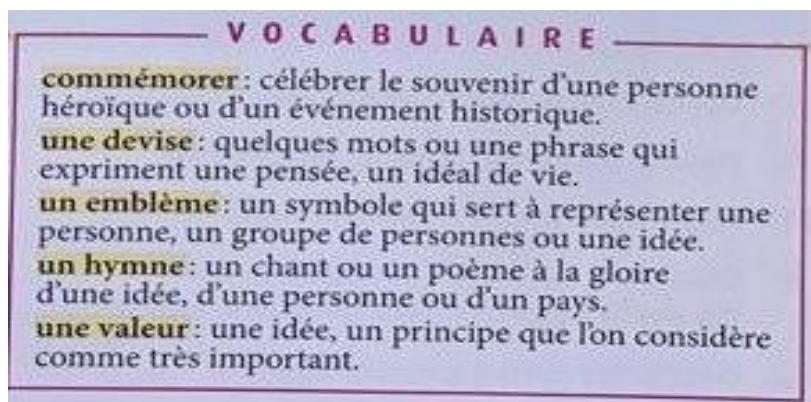 VOCABULAIRE
commémorer : célébrer le souvenir d'une personne
héroïque ou d'un événement historique.
une devise : quelques mots ou une phrase qui
expriment une pensée, un idéal de vie.
un emblème : un symbole qui sert à représenter une
personne, un groupe de personnes ou une idée.
un hymne : un chant ou un poème à la gloire
d'une idée, d'une personne ou d'un pays.
une valeur : une idée, un principe que l'on considère
comme très important.